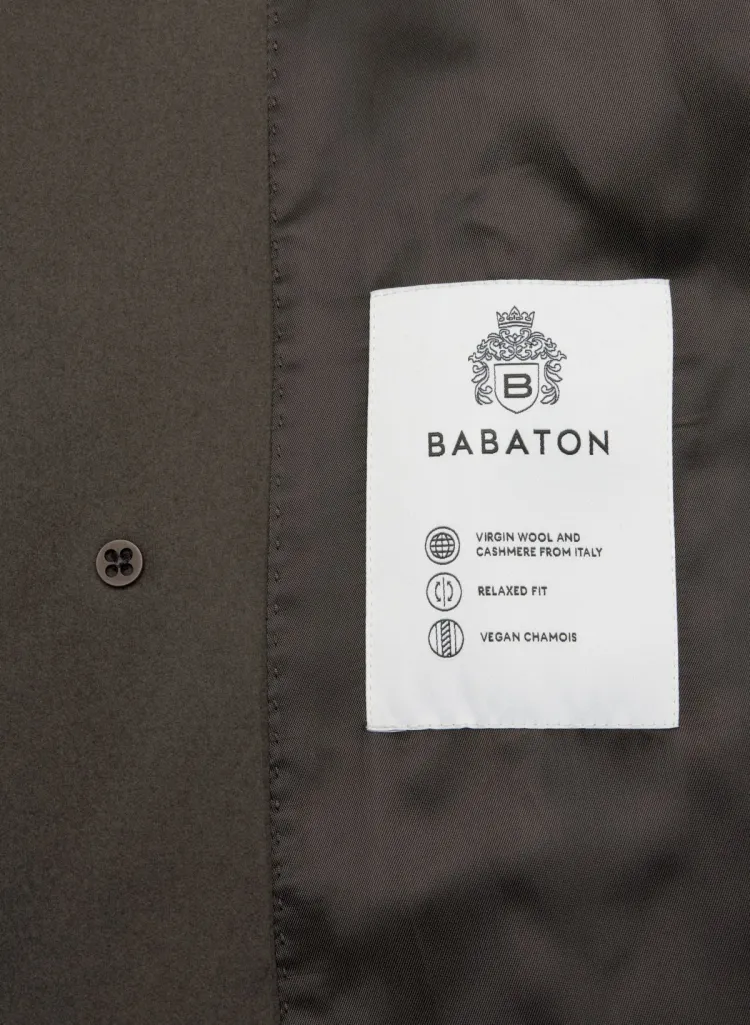 B
BABATON
VIRGIN WOOL AND
CASHMERE FROM ITALY
RELAXED FIT
VEGAN CHAMOIS